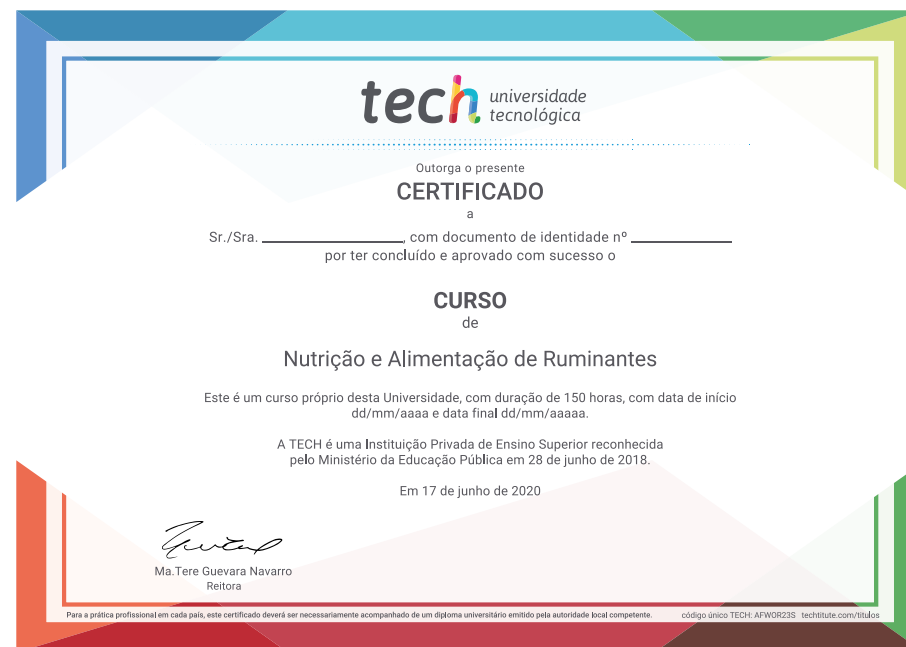 tech universidade
tecnológica
Outorga o presente
CERTIFICADO
a
Sr./Sra. ____________________, com documento de identidade nº ______________
por ter concluído e aprovado com sucesso o
CURSO
de
Nutrição e Alimentação de Ruminantes
Este é um curso próprio desta Universidade, com duração de 150 horas, com data de início
dd/mm/aaaa e data final dd/mm/aaaaa.
A TECH é uma Instituição Privada de Ensino Superior reconhecida
pelo Ministério da Educação Pública em 28 de junho de 2018.
Em 17 de junho de 2020
Ma.Tere Guevara Navarro
Reitora
Para a prática profissional em cada país, este certificado deverá ser necessariamente acompanhado de um diploma universitário emitido pela autoridade local competente. código único TECH: AFWOR23S techtitute.com/titulos